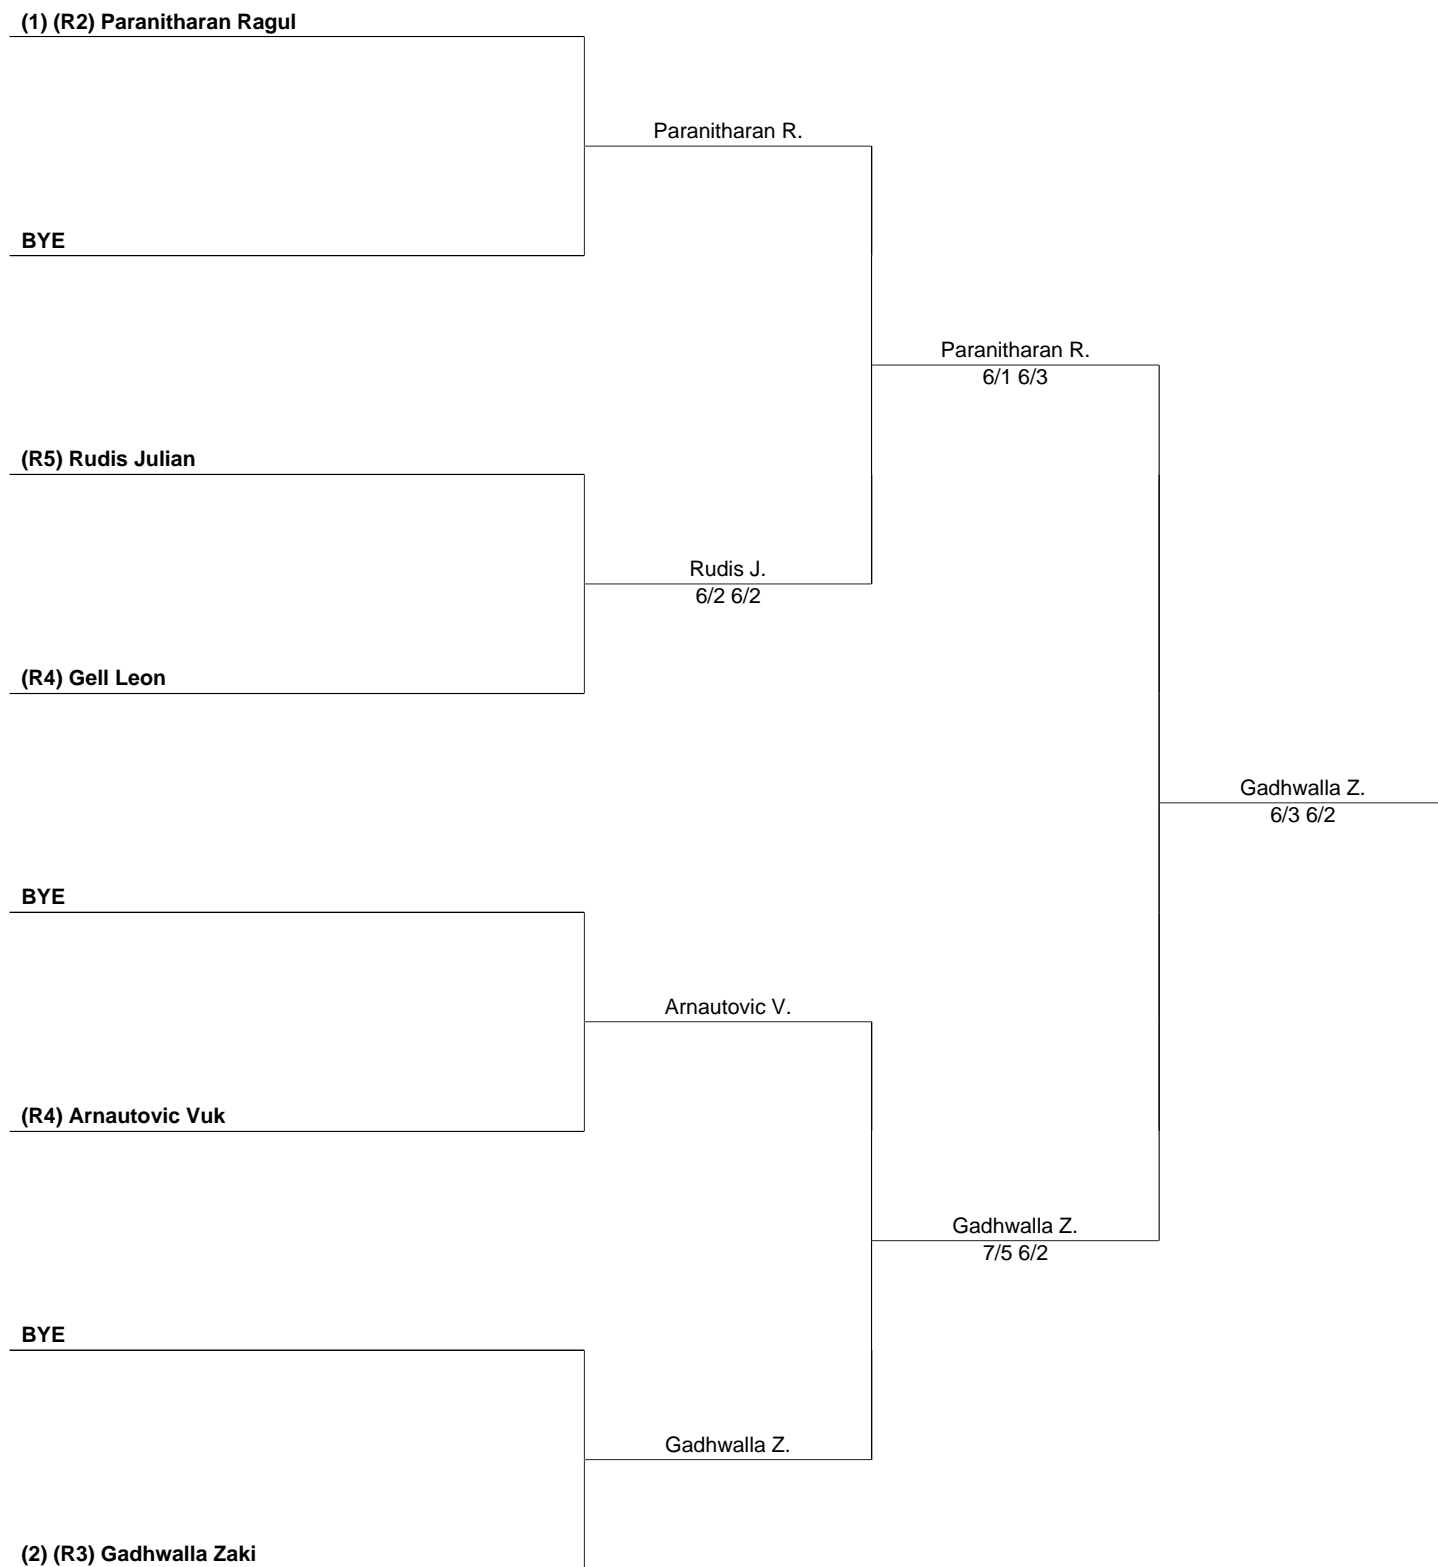 (1) (R2) Paranitharan Ragul
Paranitharan R.
BYE
Paranitharan R.
6/1 6/3
(R5) Rudis Julian
Rudis J.
6/2 6/2
(R4) Gell Leon
Gadhwalla Z.
6/3 6/2
BYE
Arnautovic V.
(R4) Arnautovic Vuk
Gadhwalla Z.
7/5 6/2
BYE
Gadhwalla Z.
(2) (R3) Gadhwalla Zaki